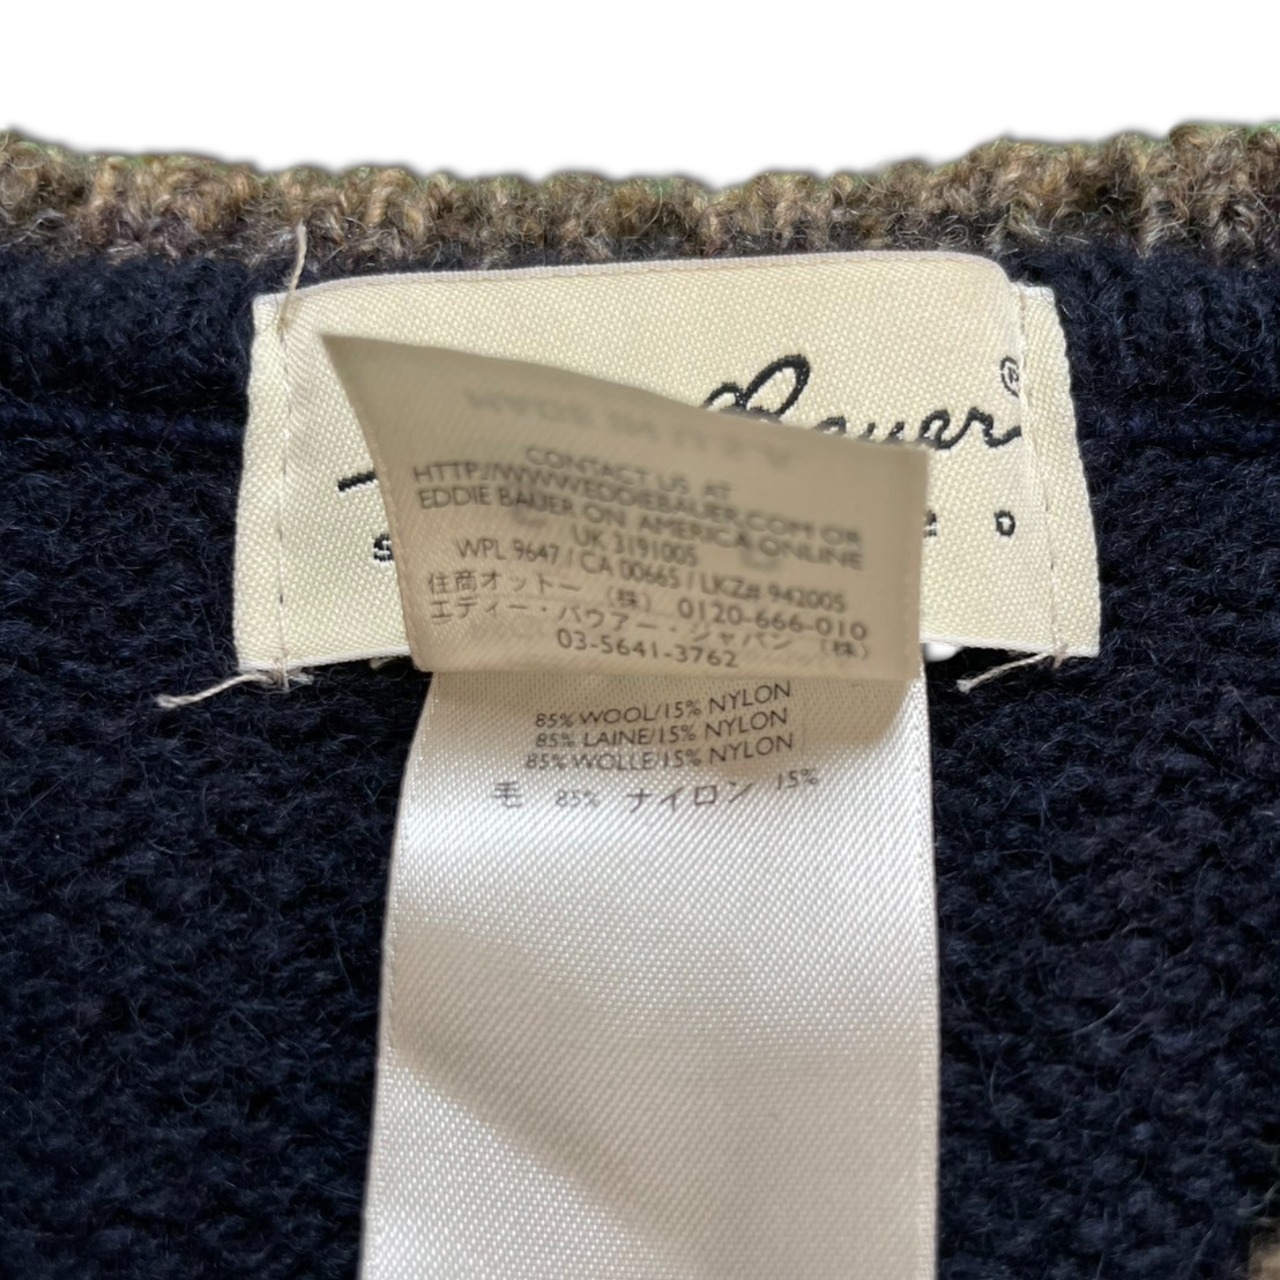 Bauer®
MADE IN U.S.A.
CONTACT US AT
HTTP://WWW.EDDIEBAUER.COM OR
EDDIE BAUER ON AMERICA ONLINE
UK 3191005
WPL 9647 / CA 00665 / LKZ# 942005
住商オットー (株) 0120-666-010
エディー・バウアー・ジャパン (株)
03-5641-3762
85% WOOL/15% NYLON
85% LAINE/15% NYLON
85% WOLLE/15% NYLON
毛 85% ナイロン 15%